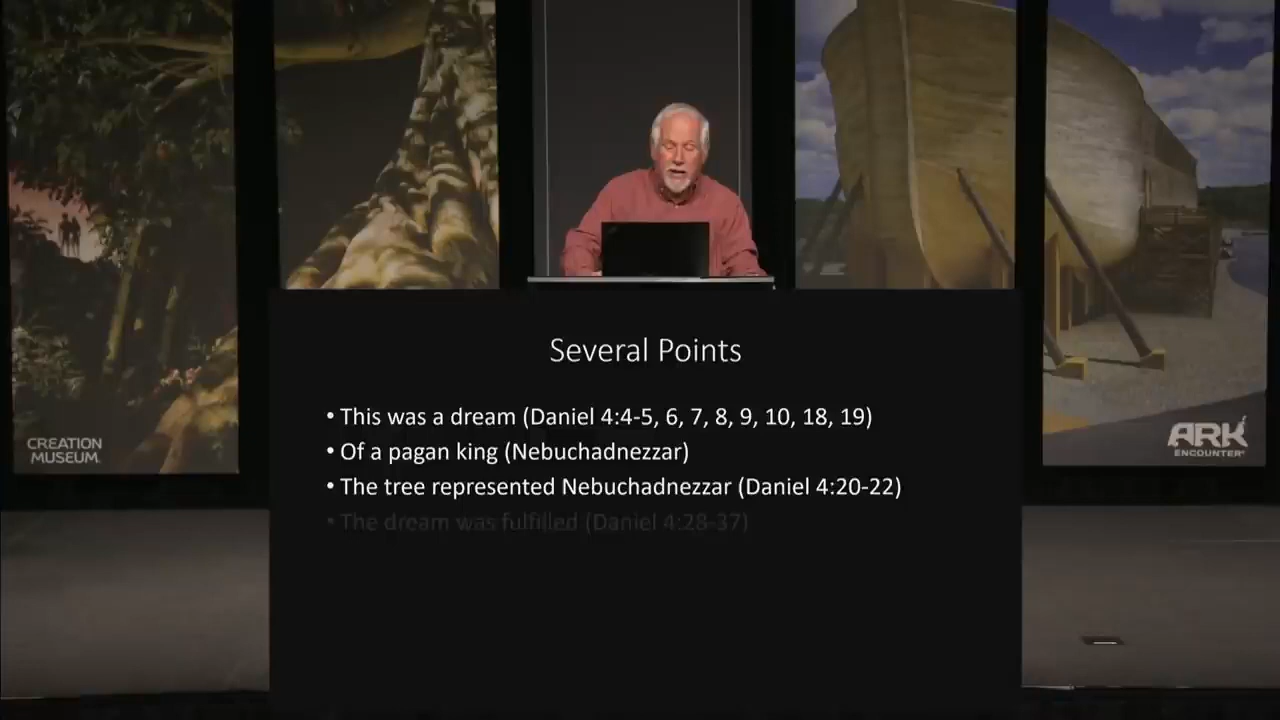 Several Points
• This was a dream (Daniel 4:4-5, 6, 7, 8, 9, 10, 18, 19)
• Of a pagan king (Nebuchadnezzar)
• The tree represented Nebuchadnezzar (Daniel 4:20-22)
• The dream was fulfilled (Daniel 4:28-37)
CREATION
MUSEUM
ARK
ENCOUNTER